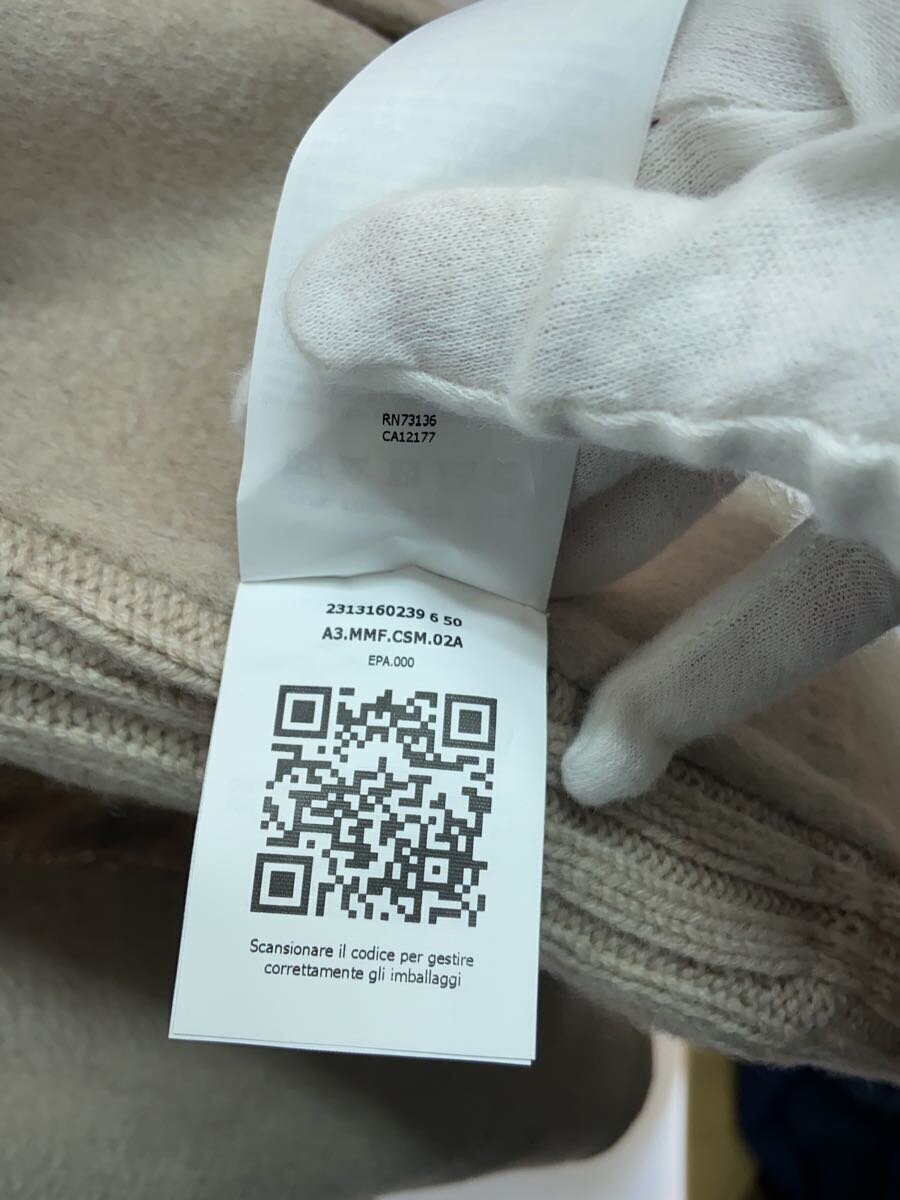 RN73136
CA12177
2313160239 6 50
A3.MMF.CSM.02A
EPA.000
Scansionare il codice per gestire
correttamente gli imballaggi